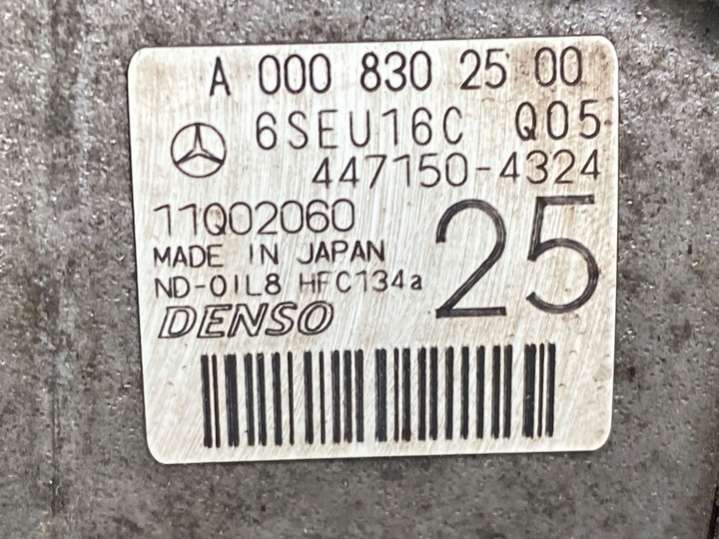 A 000 830 25 00
6SEU16C Q05
447150-4324
11Q02060
25
MADE IN JAPAN
ND-OIL8 HFC134a
DENSO